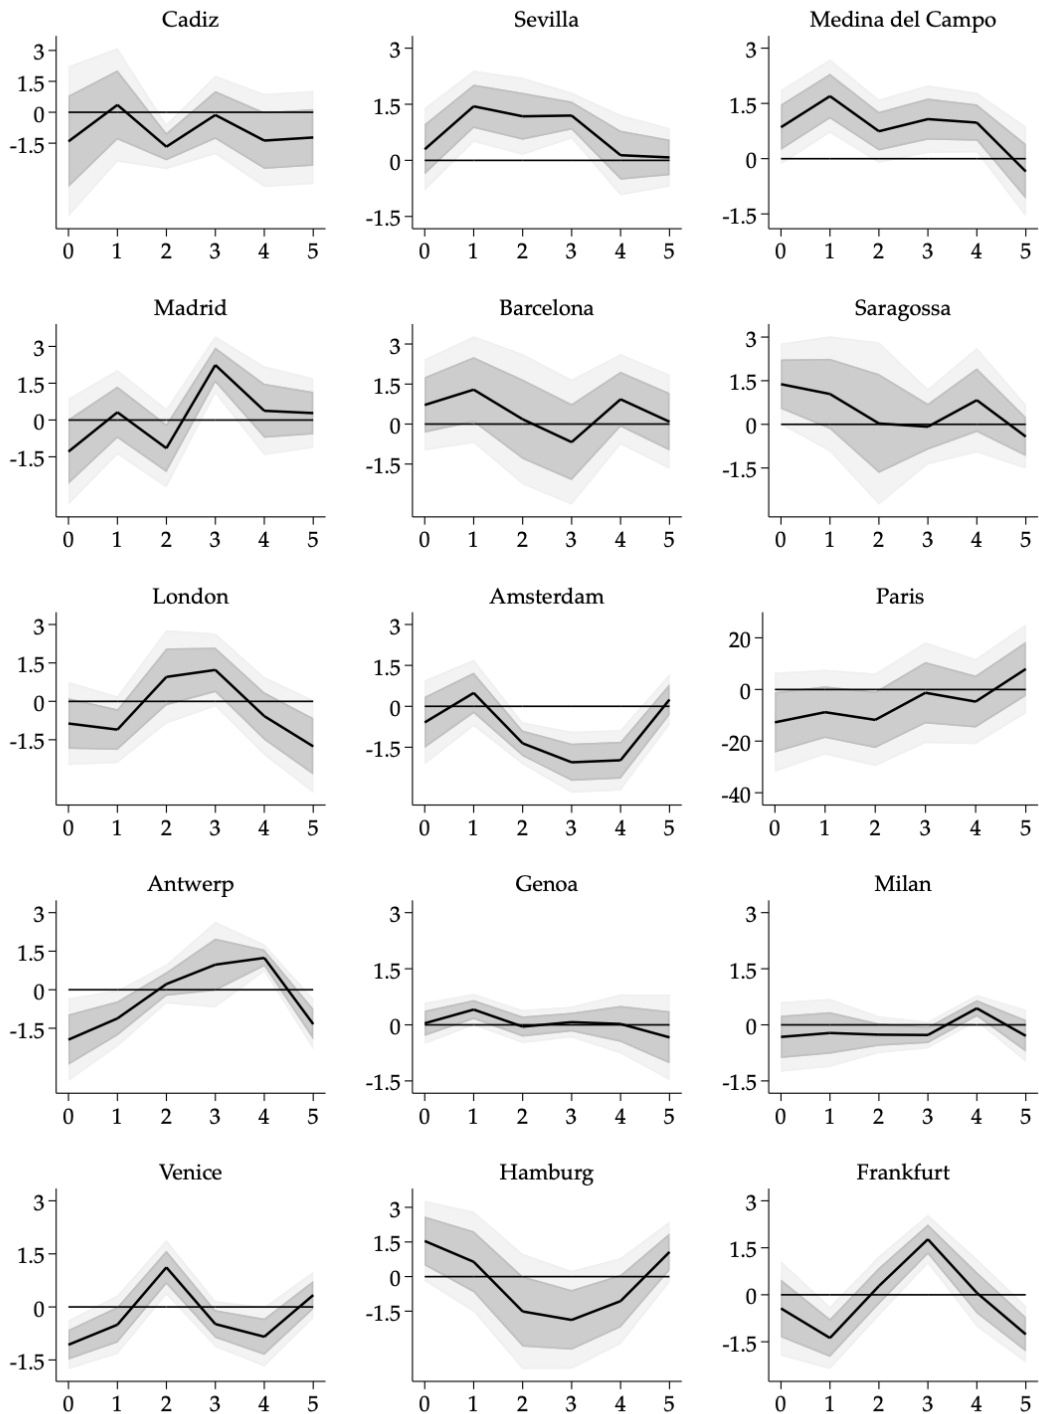 Cadiz Sevilla Medina del Campo
3 3 3
1.5 1.5 1.5
0 0 0
-1.5 -1.5 -1.5
0 1 2 3 4 5 0 1 2 3 4 5 0 1 2 3 4 5
Madrid Barcelona Saragossa
3 3 3
1.5 1.5 1.5
0 0 0
-1.5 -1.5 -1.5
0 1 2 3 4 5 0 1 2 3 4 5 0 1 2 3 4 5
London Amsterdam Paris
3 3 20
1.5 1.5 0
0 0 -20
-1.5 -1.5 -40
0 1 2 3 4 5 0 1 2 3 4 5 0 1 2 3 4 5
Antwerp Genoa Milan
3 3 3
1.5 1.5 1.5
0 0 0
-1.5 -1.5 -1.5
0 1 2 3 4 5 0 1 2 3 4 5 0 1 2 3 4 5
Venice Hamburg Frankfurt
3 3 3
1.5 1.5 1.5
0 0 0
-1.5 -1.5 -1.5
0 1 2 3 4 5 0 1 2 3 4 5 0 1 2 3 4 5